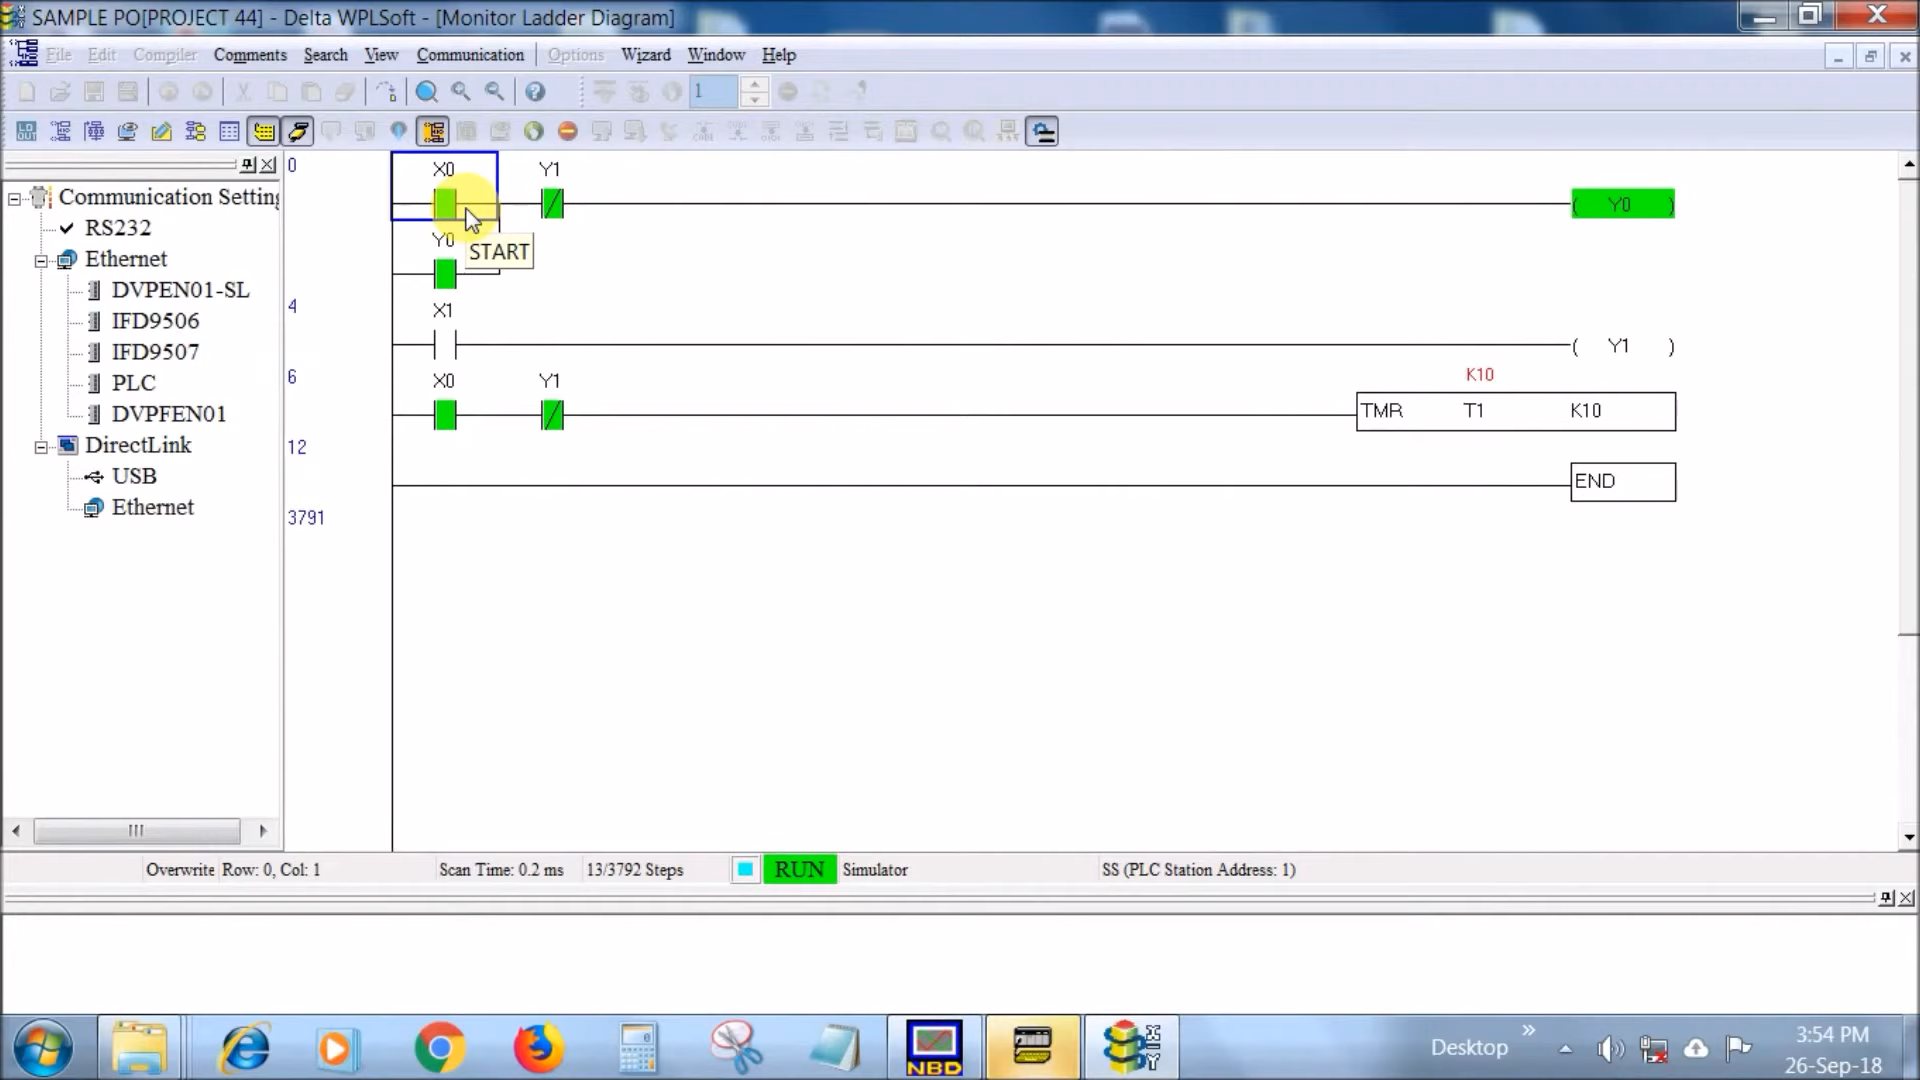 SAMPLE PO[PROJECT 44] - Delta WPLSoft - [Monitor Ladder Diagram]
File Edit Compiler Comments Search View Communication Options Wizard Window Help
1
Communication Setting
RS232
Ethernet
DVPEN01-SL
IFD9506
IFD9507
PLC
DVPFEN01
DirectLink
USB
Ethernet
0
X0 Y1
Y0
Y0
START
4
X1
Y1
6
X0 Y1
K10
TMR T1 K10
12
END
3791
Overwrite Row: 0, Col: 1 Scan Time: 0.2 ms 13/3792 Steps RUN Simulator SS (PLC Station Address: 1)
NBD
X
Y
Desktop
3:54 PM
26-Sep-18